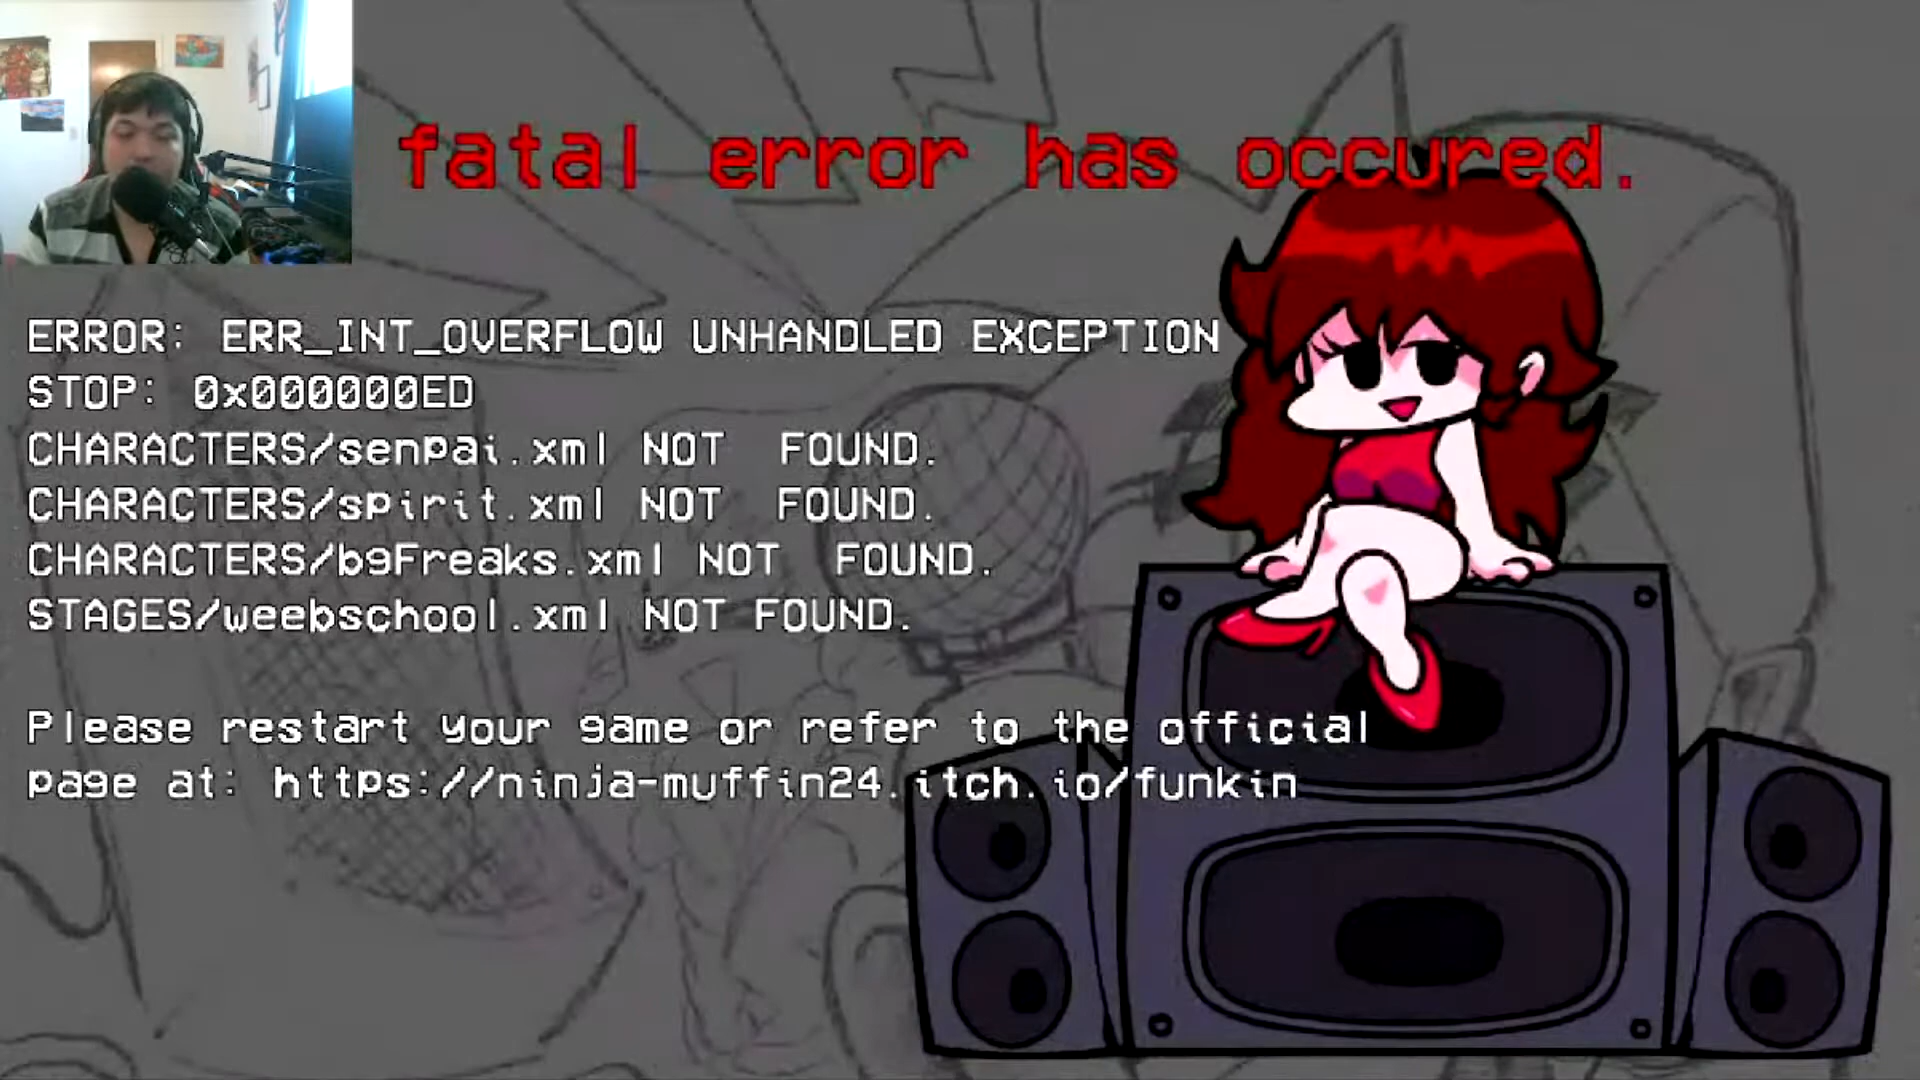 fatal error has occured.
ERROR: ERR_INT_OVERFLOW UNHANDLED EXCEPTION
STOP: 0x000000ED
CHARACTERS/senpai.xml NOT FOUND.
CHARACTERS/spirit.xml NOT FOUND.
CHARACTERS/bgFreaks.xml NOT FOUND.
STAGES/weebschool.xml NOT FOUND.
Please restart your game or refer to the official
page at: https://ninja-muffin24.itch.io/funkin